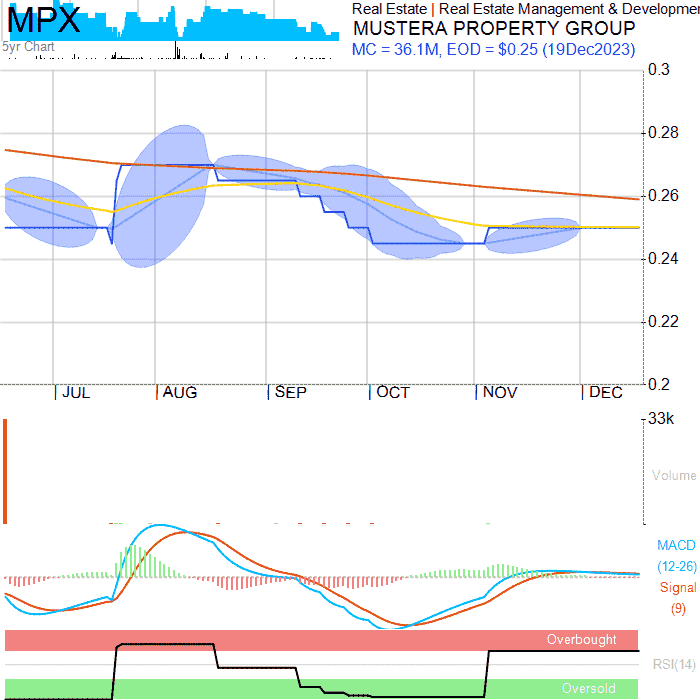 MPX
Real Estate | Real Estate Management & Developmen
MUSTERA PROPERTY GROUP
5yr Chart
MC = 36.1M, EOD = $0.25 (19Dec2023)
0.3
0.28
0.26
0.24
0.22
0.2
JUL
AUG
SEP
OCT
NOV
DEC
33k
Volume
MACD
(12-26)
Signal
(9)
Overbought
RSI(14)
Oversold